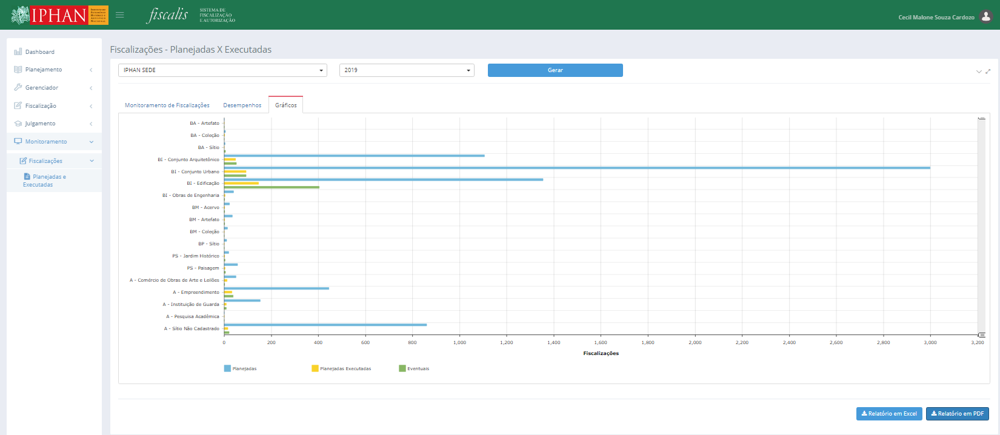 IPHAN
INSTITUTO DO
PATRIMÔNIO
HISTÓRICO E
ARTÍSTICO
NACIONAL
fiscalis
SISTEMA DE
FISCALIZAÇÃO
E AUTORIZAÇÃO
Cecil Malone Souza Cardozo
Dashboard
Planejamento
Gerenciador
Fiscalização
Julgamento
Monitoramento
Fiscalizações
Planejadas e
Executadas
Fiscalizações - Planejadas X Executadas
IPHAN SEDE
2019
Gerar
Monitoramento de Fiscalizações
Desempenhos
Gráficos
BA - Artefato
BA - Coleção
BA - Sítio
BI - Conjunto Arquitetônico
BI - Conjunto Urbano
BI - Edificação
BI - Obras de Engenharia
BM - Acervo
BM - Artefato
BM - Coleção
BP - Sítio
PS - Jardim Histórico
PS - Paisagem
A - Comércio de Obras de Arte e Leilões
A - Empreendimento
A - Instituição de Guarda
A - Pesquisa Acadêmica
A - Sítio Não Cadastrado
0 200 400 600 800 1,000 1,200 1,400 1,600 1,800 2,000 2,200 2,400 2,600 2,800 3,000 3,200
Fiscalizações
Planejadas
Planejadas Executadas
Eventuais
Relatório em Excel
Relatório em PDF